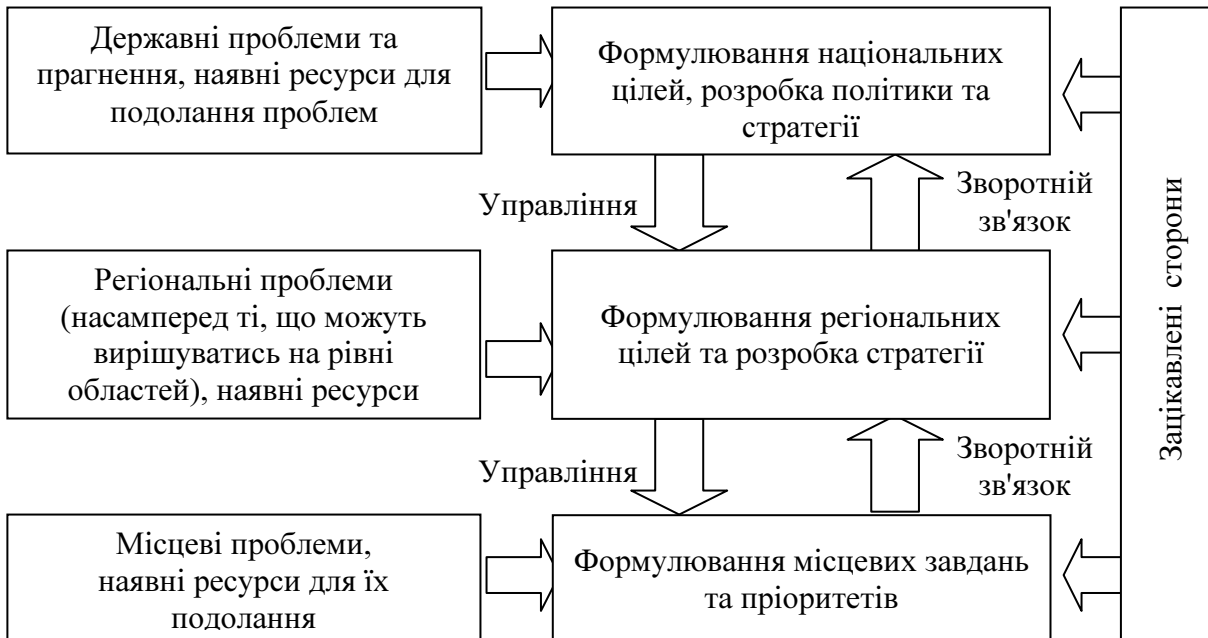 Державні проблеми та
прагнення, наявні ресурси для
подолання проблем
Формулювання національних
цілей, розробка політики та
стратегії
Управління
Зворотній
зв'язок
Регіональні проблеми
(насамперед ті, що можуть
вирішуватись на рівні
областей), наявні ресурси
Формулювання регіональних
цілей та розробка стратегії
Управління
Зворотній
зв'язок
Місцеві проблеми,
наявні ресурси для їх
подолання
Формулювання місцевих завдань
та пріоритетів
Зацікавлені сторони